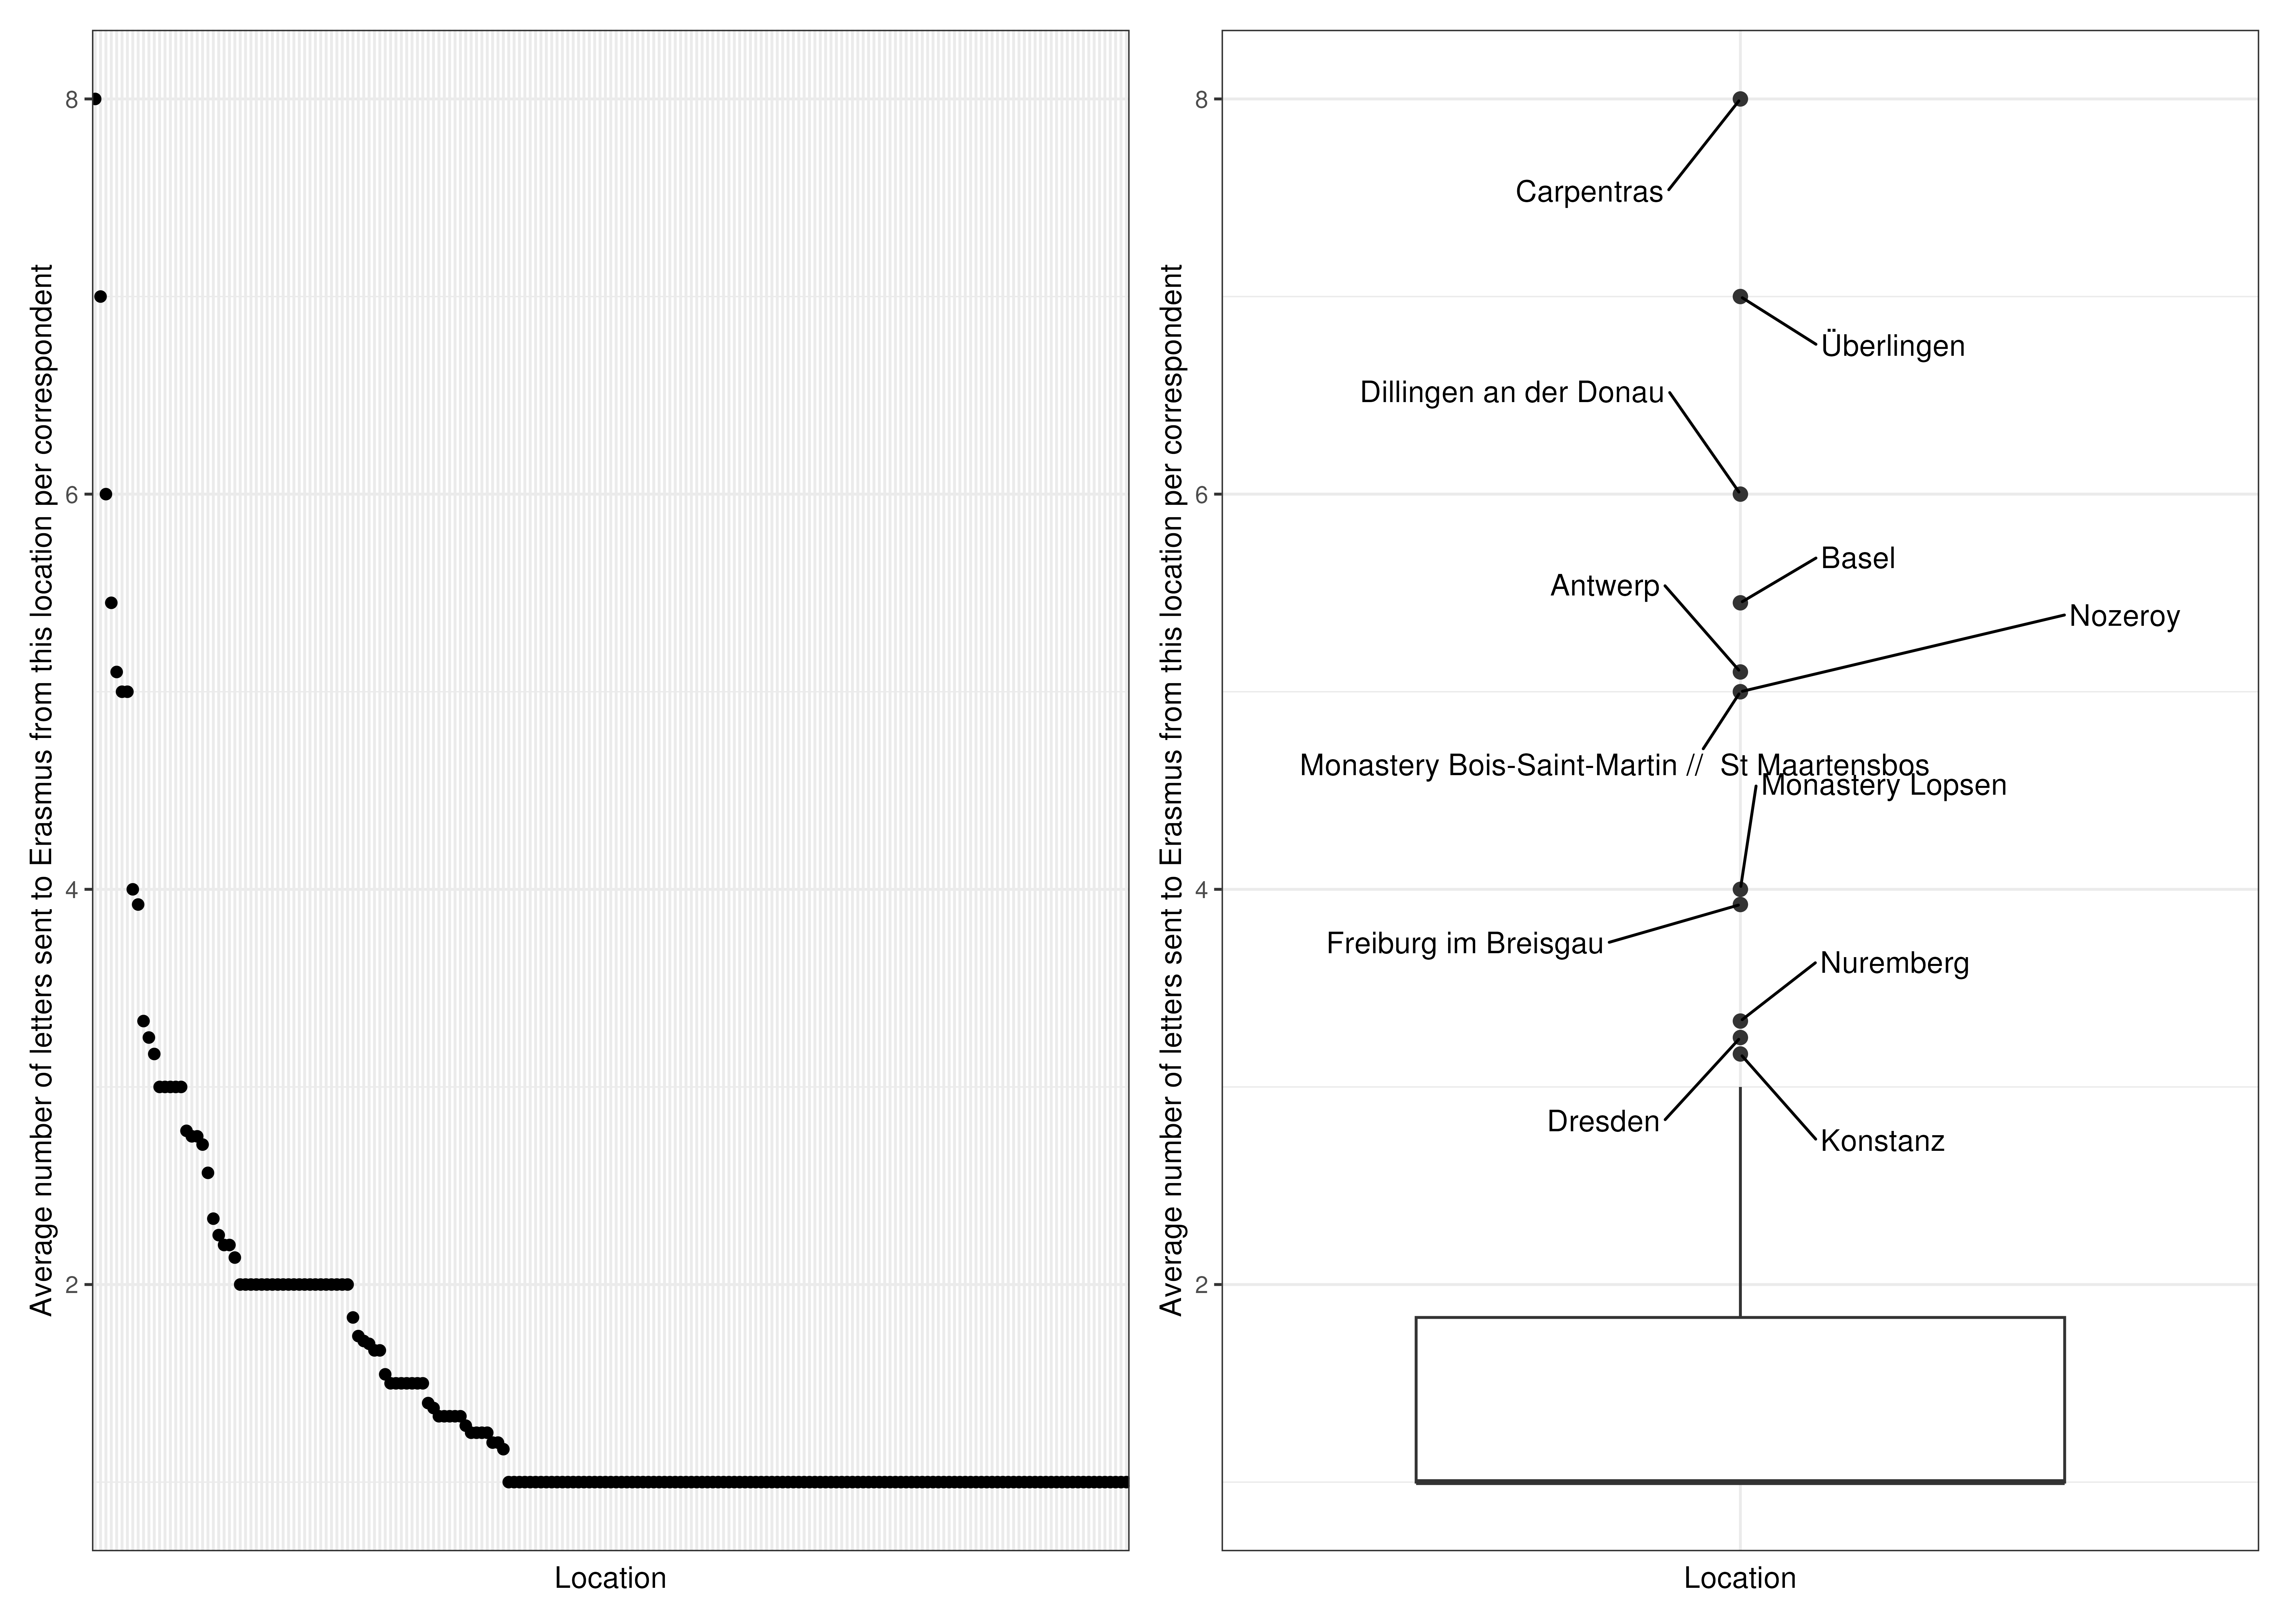 Average number of letters sent to Erasmus from this location per correspondent
8
6
4
2
Location
Average number of letters sent to Erasmus from this location per correspondent
8
6
4
2
Carpentras
Überlingen
Dillingen an der Donau
Basel
Antwerp
Nozeroy
Monastery Bois-Saint-Martin //  St Maartensbos
Monastery Lopsen
Freiburg im Breisgau
Nuremberg
Dresden
Konstanz
Location